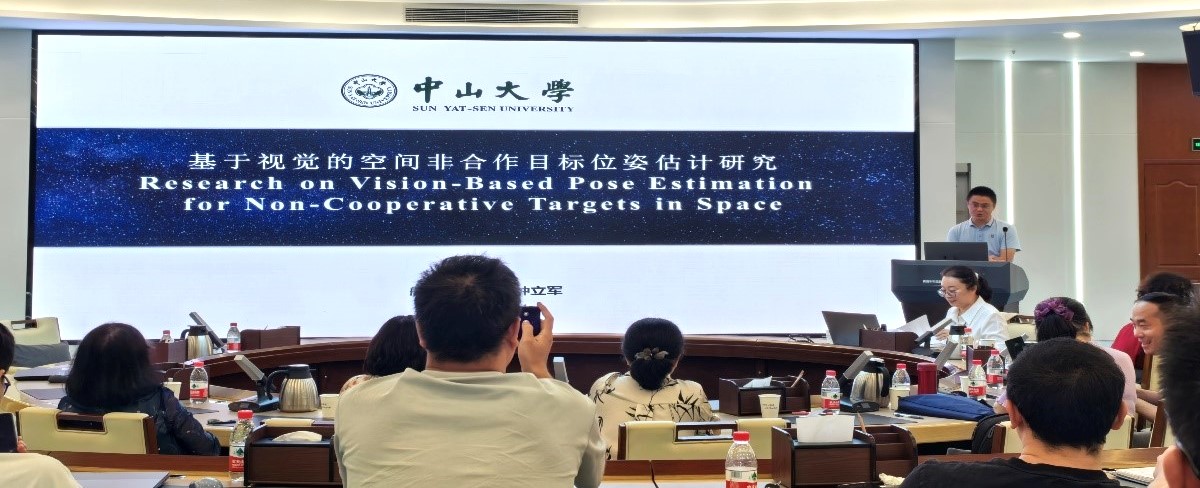 中山大學
SUN YAT-SEN UNIVERSITY
基于视觉的空间非合作目标位姿估计研究
Research on Vision-Based Pose Estimation
for Non-Cooperative Targets in Space
钟立军